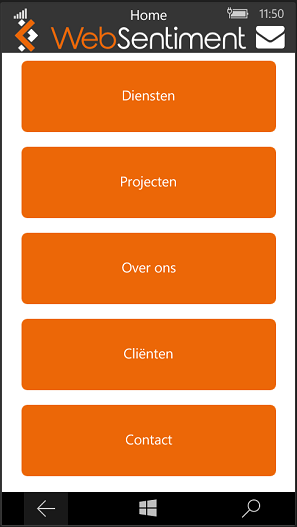 Home
11:50
WebSentiment
Diensten
Projecten
Over ons
Cliënten
Contact